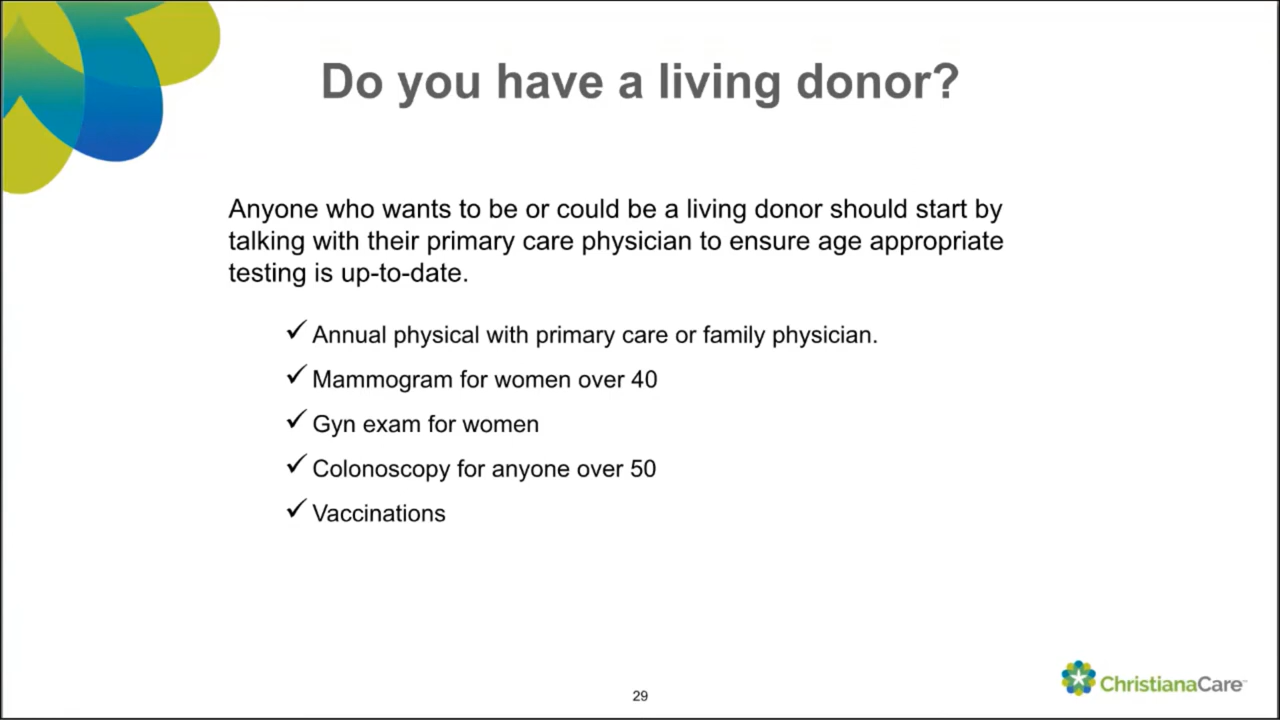 Do you have a living donor?
Anyone who wants to be or could be a living donor should start by
talking with their primary care physician to ensure age appropriate
testing is up-to-date.
✓ Annual physical with primary care or family physician.
✓ Mammogram for women over 40
✓ Gyn exam for women
✓ Colonoscopy for anyone over 50
✓ Vaccinations
ChristianaCare™
29